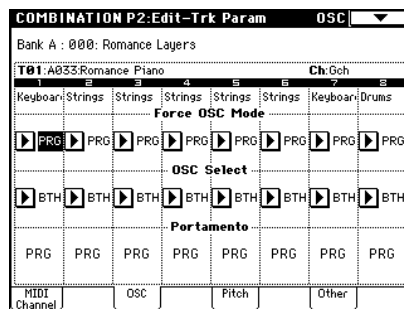 COMBINATION P2:Edit-Trk Param OSC
Bank A : 000: Romance Layers
T01:A033:Romance Piano Ch:Gch
1 2 3 4 5 6 7 8
Keyboar Strings Strings Strings Strings Strings Keyboar Drums
Force OSC Mode
PRG PRG PRG PRG PRG PRG PRG PRG
OSC Select
BTH BTH BTH BTH BTH BTH BTH BTH
Portamento
PRG PRG PRG PRG PRG PRG PRG PRG
MIDI Channel OSC Pitch Other